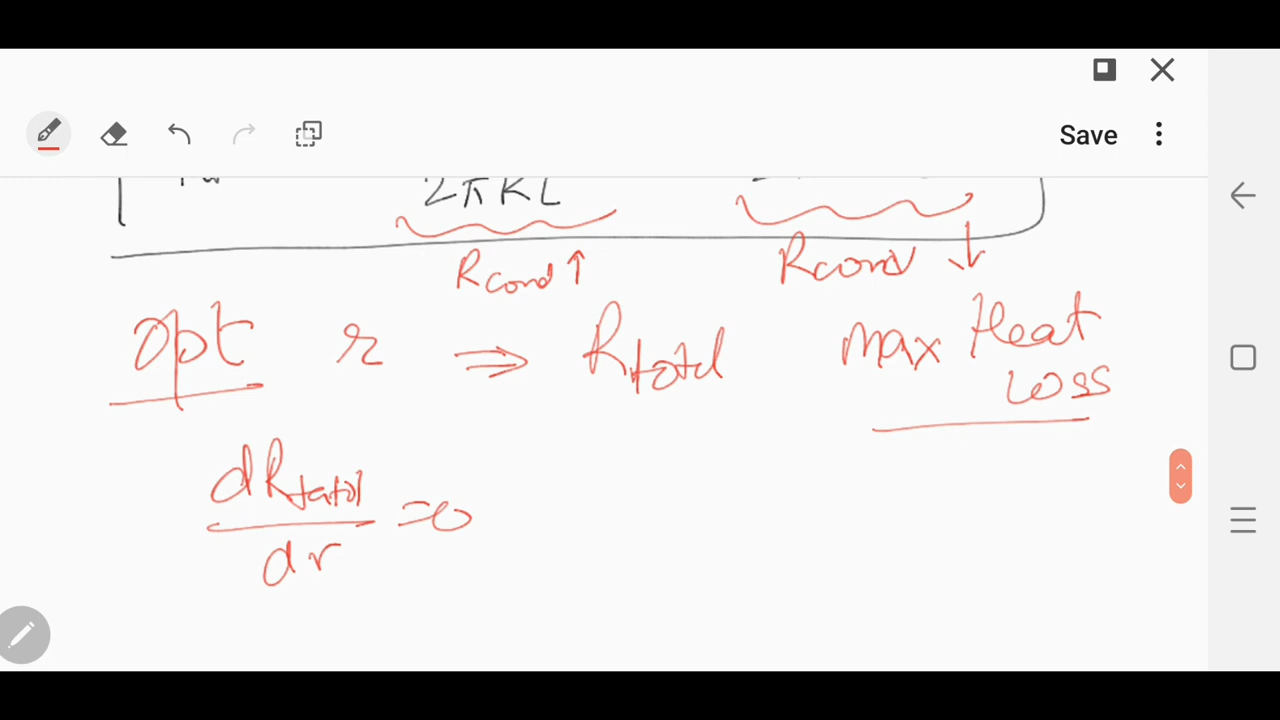 Save
2πKL
Rcond ↑ Rcond ↓
opt r ⇒ Rtotal max Heat
Loss
dRtotal
/dr =0